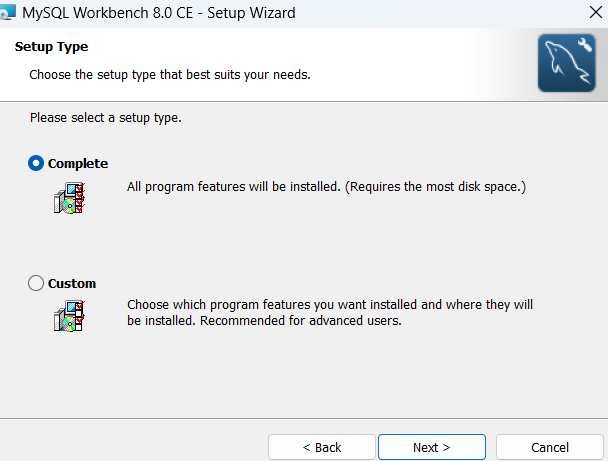 MySQL Workbench 8.0 CE - Setup Wizard
Setup Type
Choose the setup type that best suits your needs.
Please select a setup type.
Complete
All program features will be installed. (Requires the most disk space.)
Custom
Choose which program features you want installed and where they will
be installed. Recommended for advanced users.
< Back
Next >
Cancel